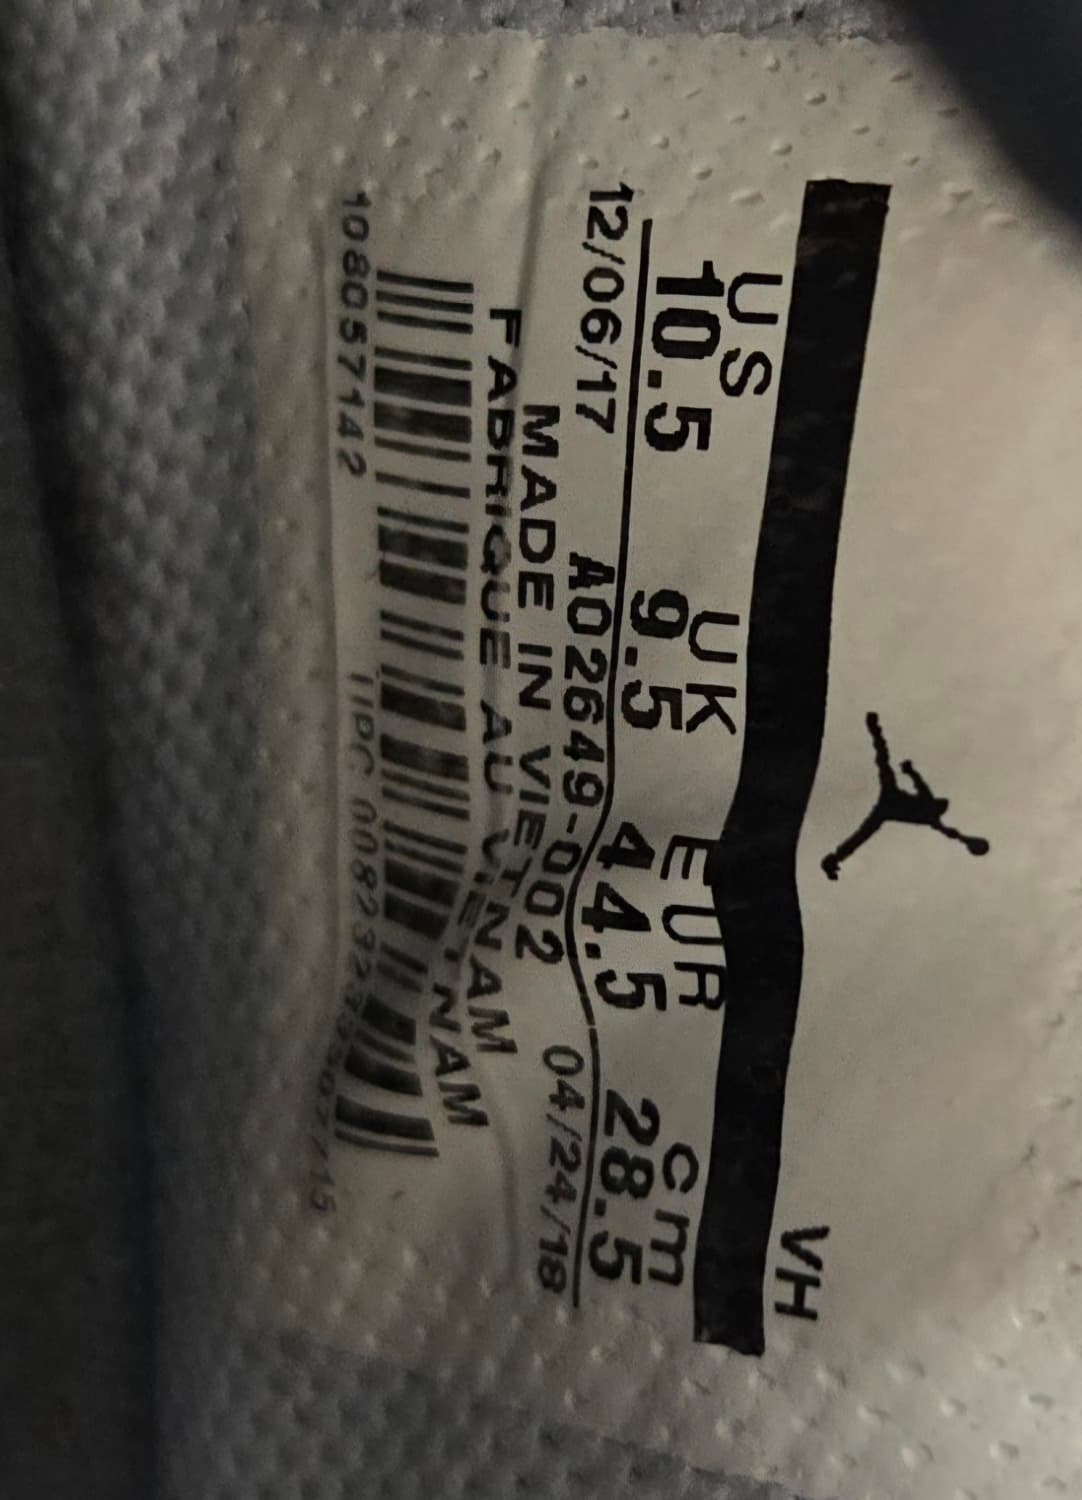 VH
US UK EUR cm
10.5 9.5 44.5 28.5
12/06/17 AO2649-002 04/24/18
MADE IN VIETNAM
FABRIQUE AU VIETNAM
108057142 UPC